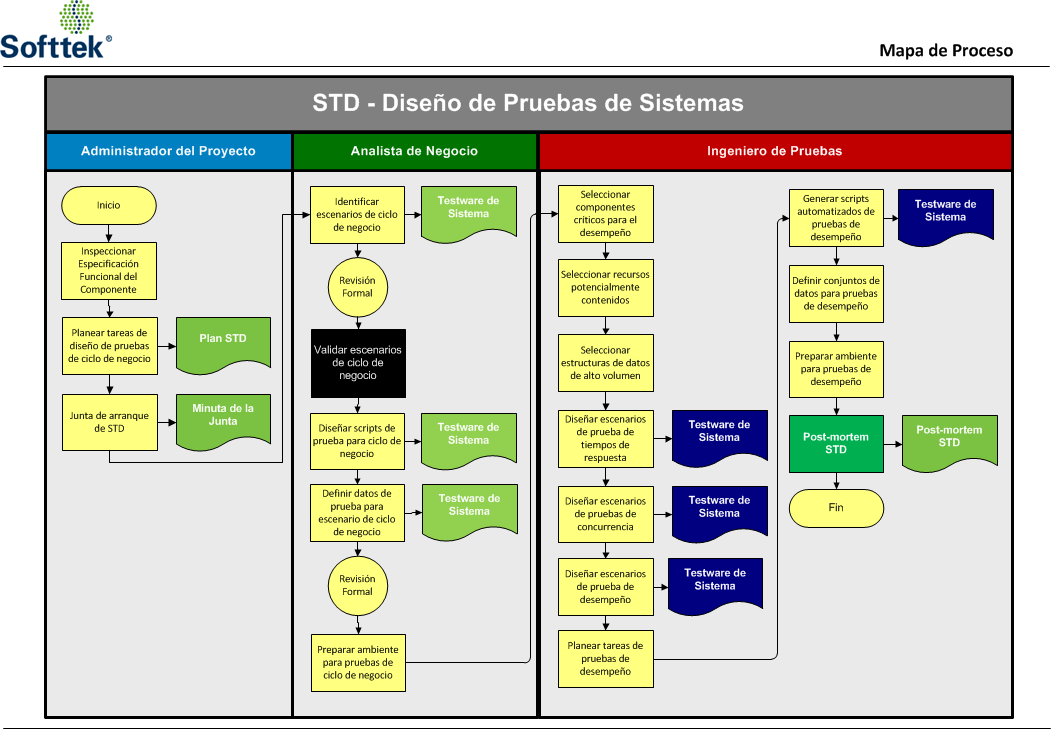 Softtek®
Mapa de Proceso
STD - Diseño de Pruebas de Sistemas
Administrador del Proyecto
Analista de Negocio
Ingeniero de Pruebas
Inicio
Inspeccionar
Especificación
Funcional del
Componente
Planear tareas de
diseño de pruebas
de ciclo de negocio
Plan STD
Junta de arranque
de STD
Minuta de la
Junta
Identificar
escenarios de ciclo
de negocio
Testware de
Sistema
Revisión
Formal
Validar escenarios
de ciclo de
negocio
Diseñar scripts de
prueba para ciclo de
negocio
Testware de
Sistema
Definir datos de
prueba para
escenario de ciclo
de negocio
Testware de
Sistema
Revisión
Formal
Preparar ambiente
para pruebas de
ciclo de negocio
Seleccionar
componentes
críticos para el
desempeño
Seleccionar recursos
potencialmente
contenidos
Seleccionar
estructuras de datos
de alto volumen
Diseñar escenarios
de prueba de
tiempos de
respuesta
Testware de
Sistema
Diseñar escenarios
de pruebas de
concurrencia
Testware de
Sistema
Diseñar escenarios
de prueba de
desempeño
Testware de
Sistema
Planear tareas de
pruebas de
desempeño
Generar scripts
automatizados de
pruebas de
desempeño
Testware de
Sistema
Definir conjuntos de
datos para pruebas
de desempeño
Preparar ambiente
para pruebas de
desempeño
Post-mortem
STD
Post-mortem
STD
Fin